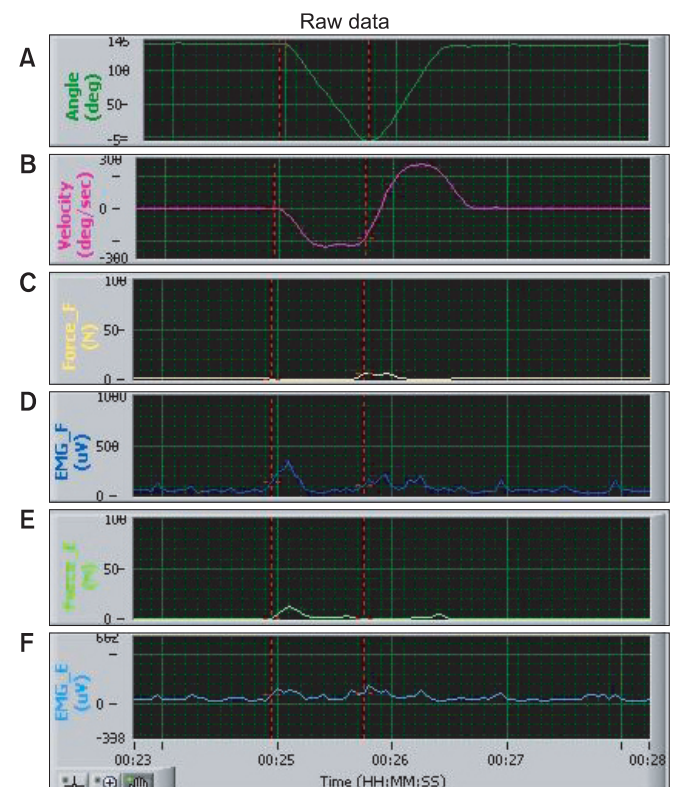 Raw data
A
Angle
(deg)
145
100
50-
-5=
B
Velocity
(deg/sec)
300
0 -
-300
C
Force_F
(N)
100
50-
0 -
D
EMG_F
(uV)
1000
500
0 -
E
100
50-
0 -
F
EMG_E
(uV)
662
0 -
-338
00:23 00:25 00:26 00:27 00:28
Time (HH:MM:SS)